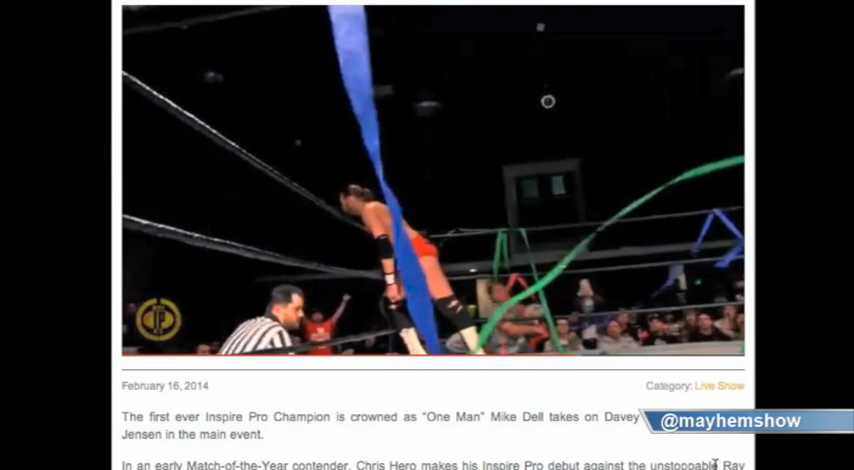 IP
February 16, 2014
Category: Live Show
The first ever Inspire Pro Champion is crowned as “One Man” Mike Dell takes on Davey
Jensen in the main event.
@mayhemshow
In an early Match-of-the-Year contender, Chris Hero makes his Inspire Pro debut against the unstoppable Ray